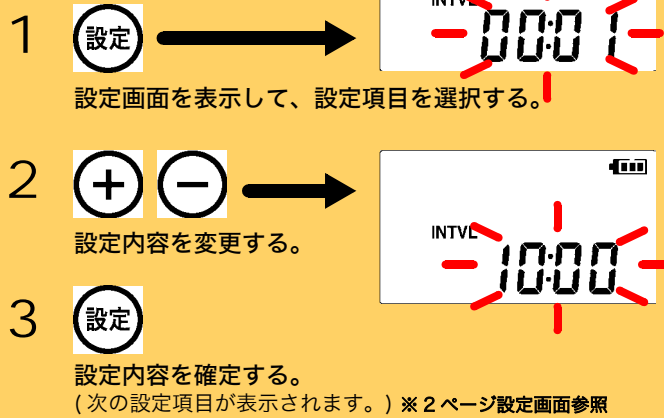 1 設定 INTVL 00:01
設定画面を表示して、設定項目を選択する。
2 + −
INTVL 10:00
設定内容を変更する。
3 設定
設定内容を確定する。
(次の設定項目が表示されます。) ※2ページ設定画面参照